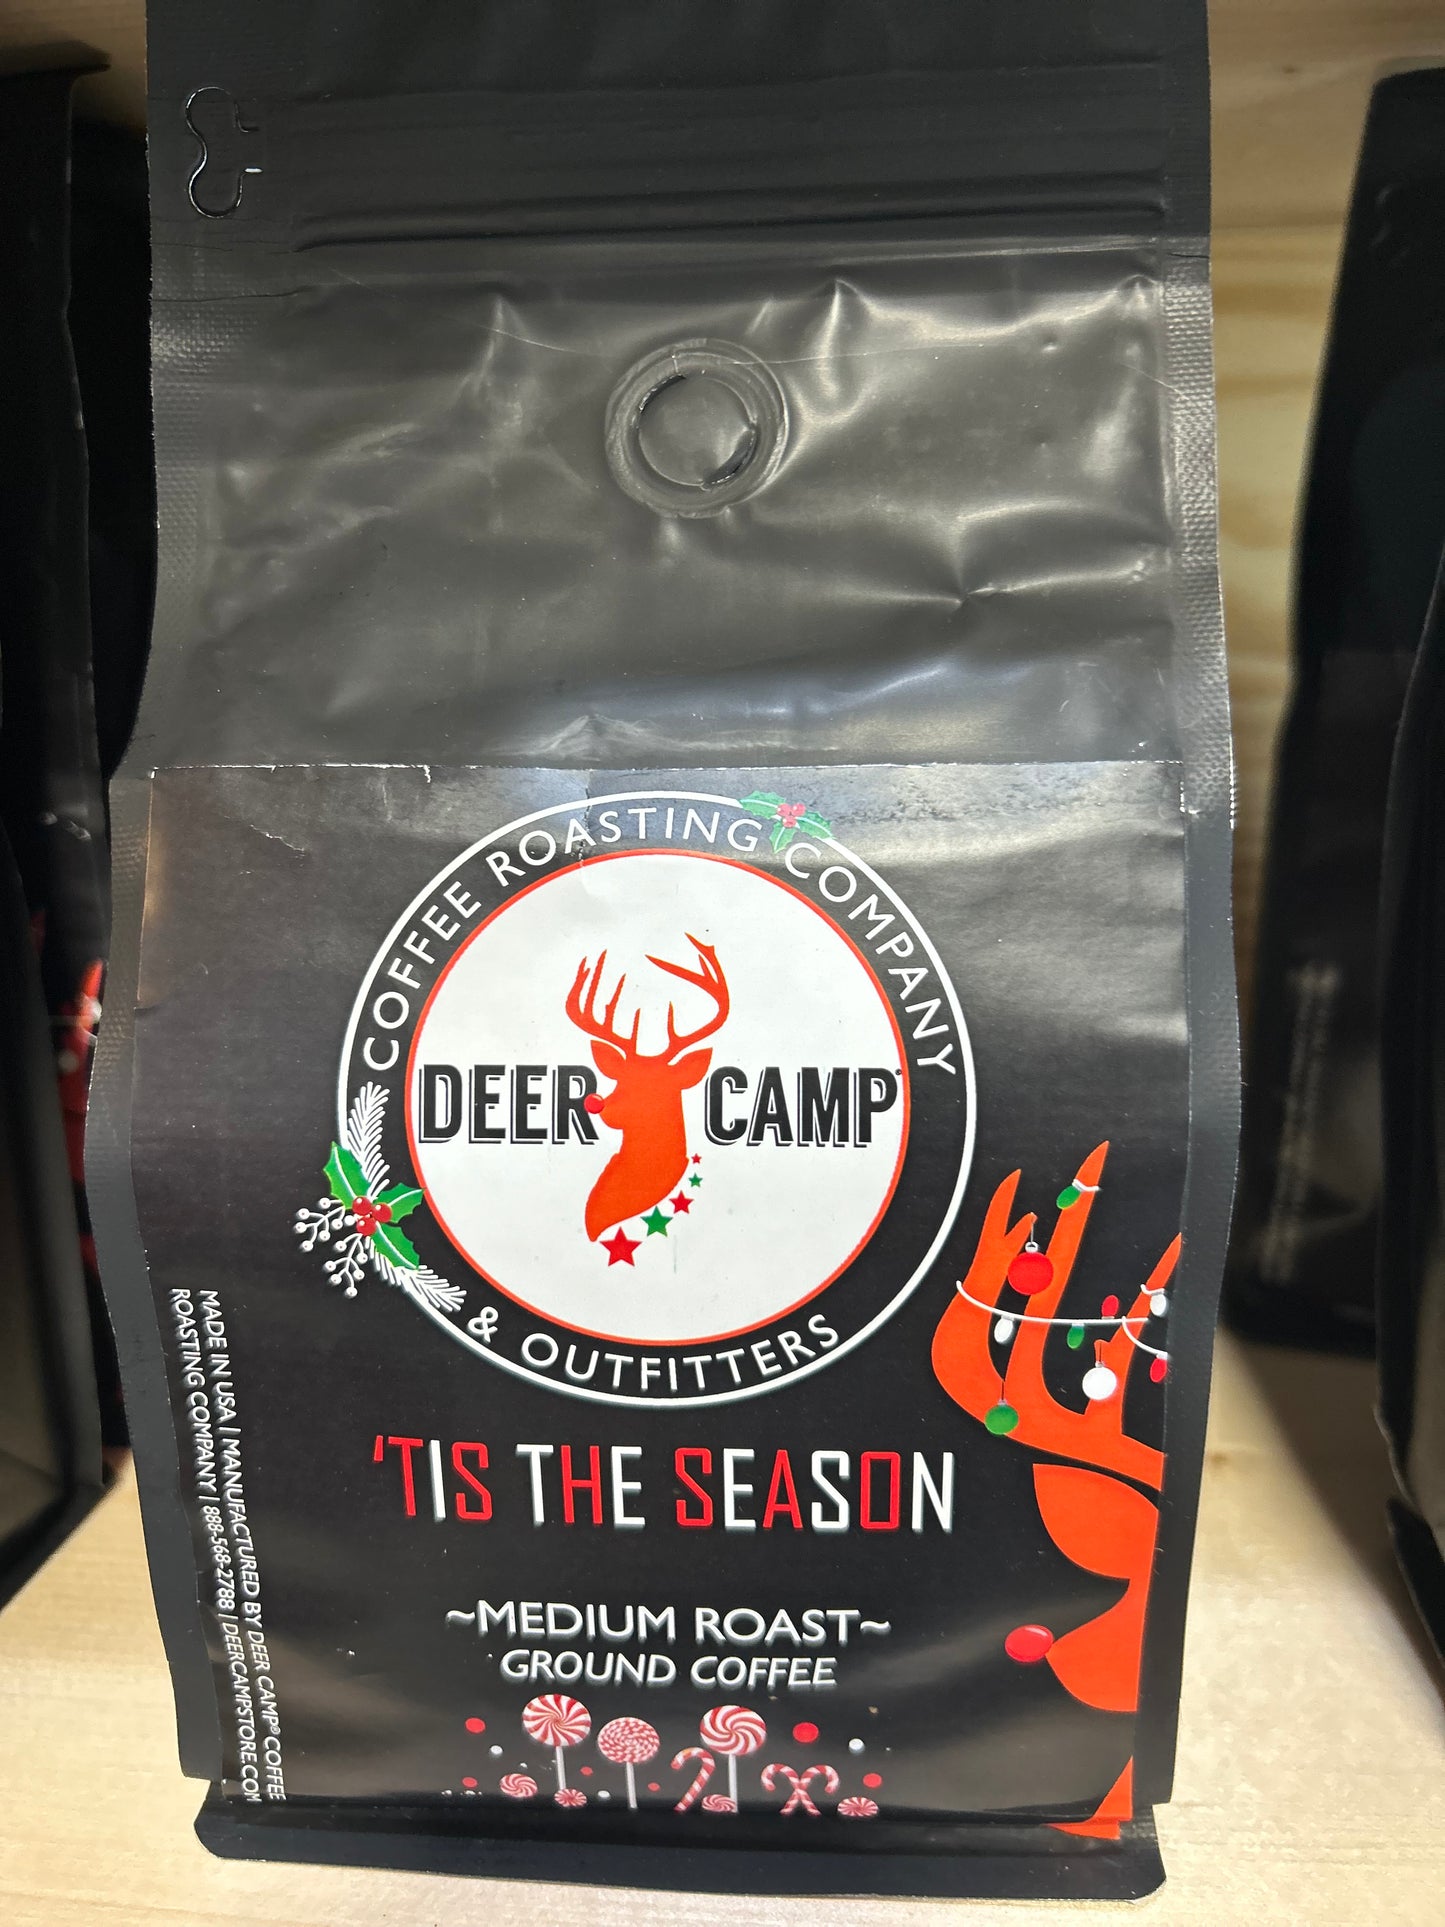 COFFEE ROASTING COMPANY
DEER CAMP®
& OUTFITTERS
'TIS THE SEASON
~MEDIUM ROAST~
GROUND COFFEE
MADE IN USA | MANUFACTURED BY DEER CAMP® COFFEE
ROASTING COMPANY | 888-568-2788 | DEERCAMPSTORE.COM